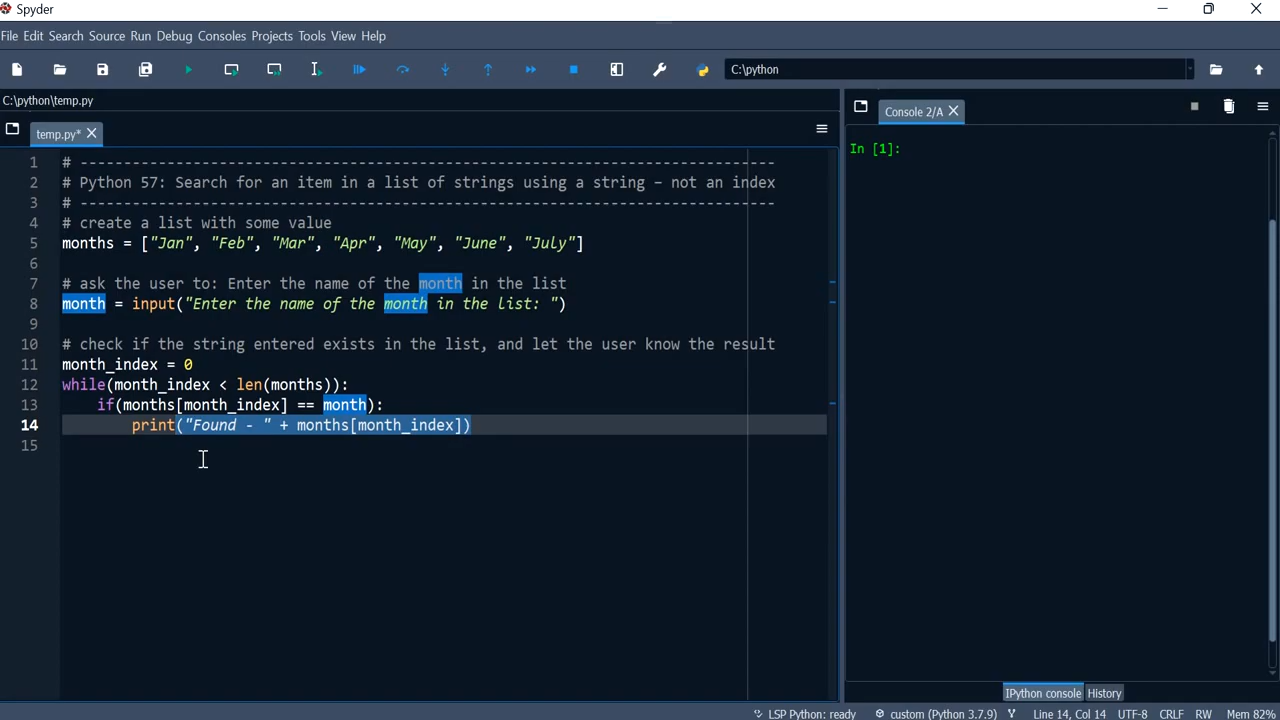 Spyder
File Edit Search Source Run Debug Consoles Projects Tools View Help
C:\python
C:\python\temp.py
temp.py*
Console 2/A
1 # --------------------------------------------------------------------------------
2 # Python 57: Search for an item in a list of strings using a string – not an index
3 # --------------------------------------------------------------------------------
4 # create a list with some value
5 months = ["Jan", "Feb", "Mar", "Apr", "May", "June", "July"]
6
7 # ask the user to: Enter the name of the month in the list
8 month = input("Enter the name of the month in the list: ")
9
10 # check if the string entered exists in the list, and let the user know the result
11 month_index = 0
12 while(month_index < len(months)):
13     if(months[month_index] == month):
14         print("Found - " + months[month_index])
15
In [1]:
IPython console History
LSP Python: ready custom (Python 3.7.9) Line 14, Col 14 UTF-8 CRLF RW Mem 82%